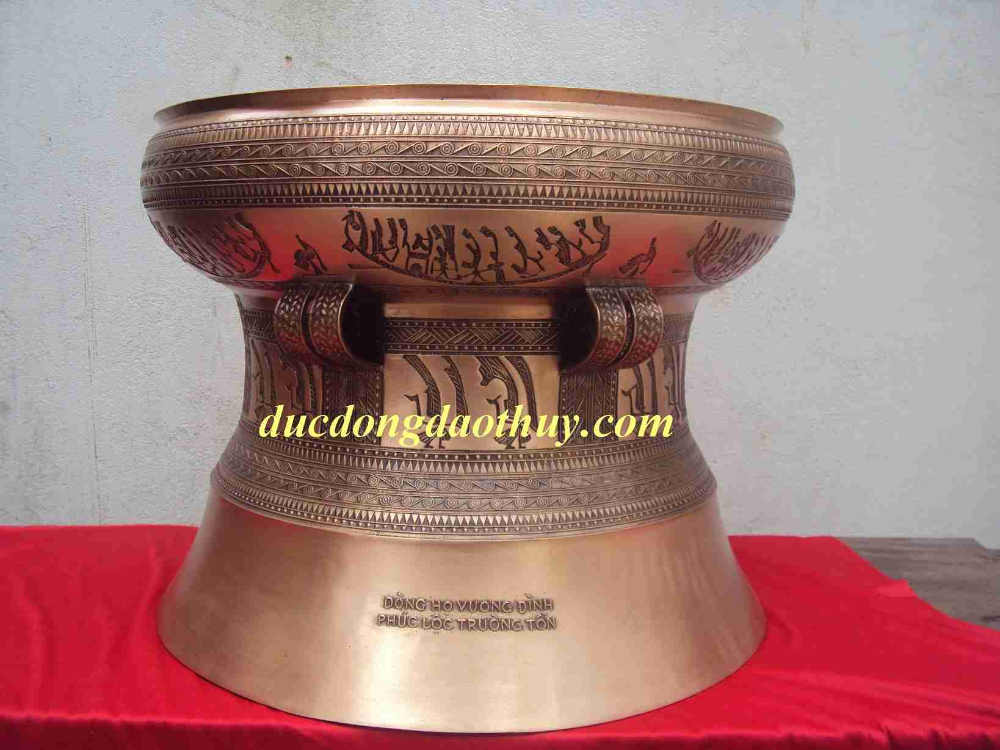 ducdongdaothuy.com
DÒNG HỌ VƯƠNG ĐÌNH
PHÚC LỘC TRƯỜNG TỒN